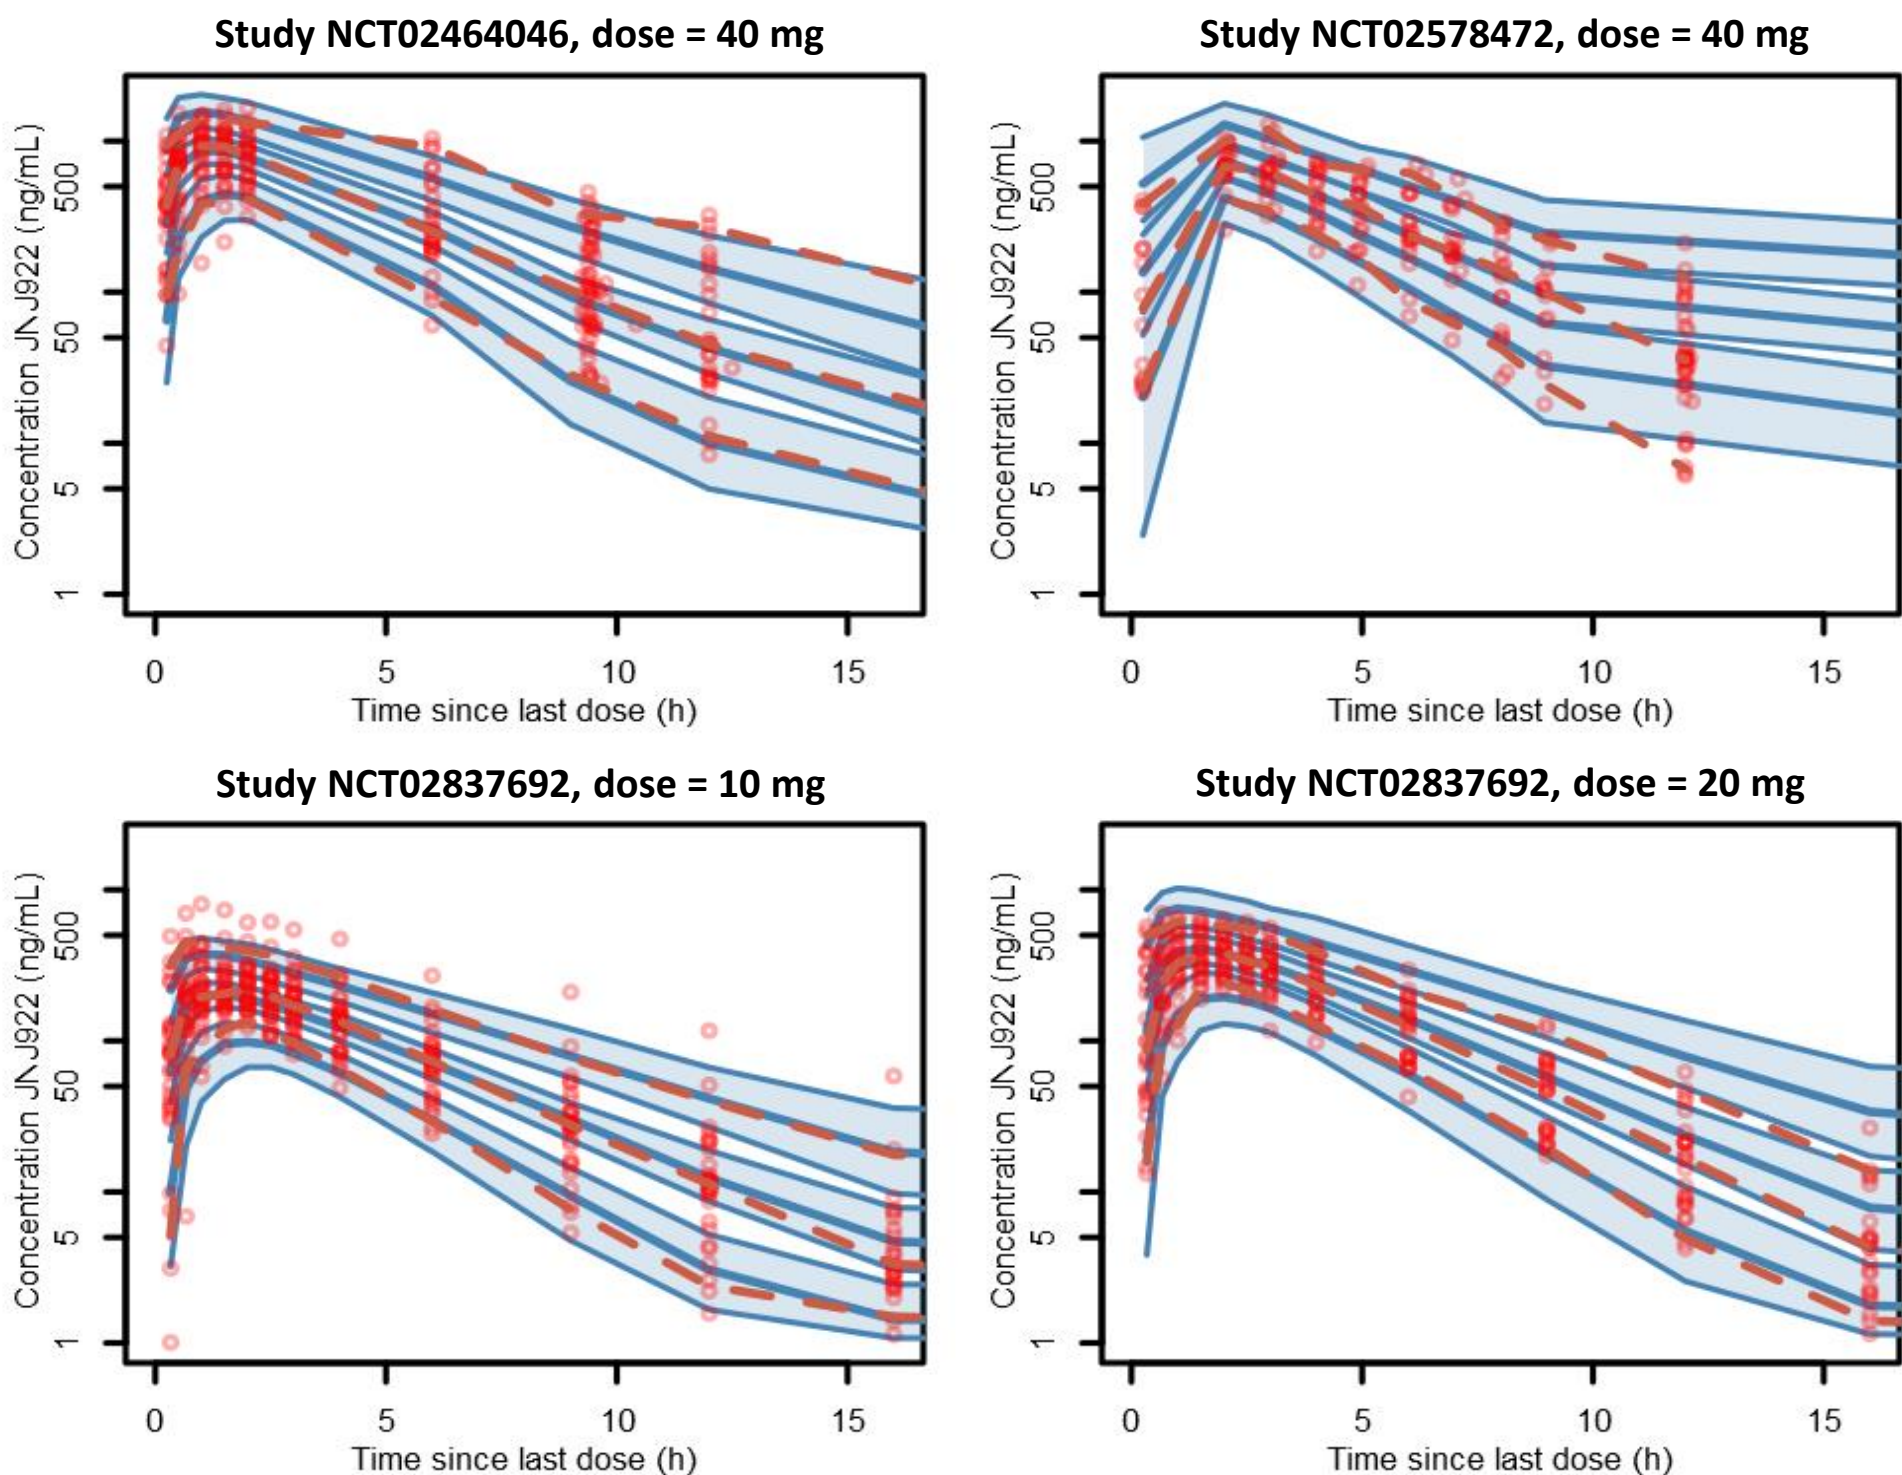 Study NCT02464046, dose = 40 mg
Concentration JNJ922 (ng/mL)
500
50
5
1
0 5 10 15
Time since last dose (h)
Study NCT02578472, dose = 40 mg
Concentration JNJ922 (ng/mL)
500
50
5
1
0 5 10 15
Time since last dose (h)
Study NCT02837692, dose = 10 mg
Concentration JNJ922 (ng/mL)
500
50
5
1
0 5 10 15
Time since last dose (h)
Study NCT02837692, dose = 20 mg
Concentration JNJ922 (ng/mL)
500
50
5
1
0 5 10 15
Time since last dose (h)